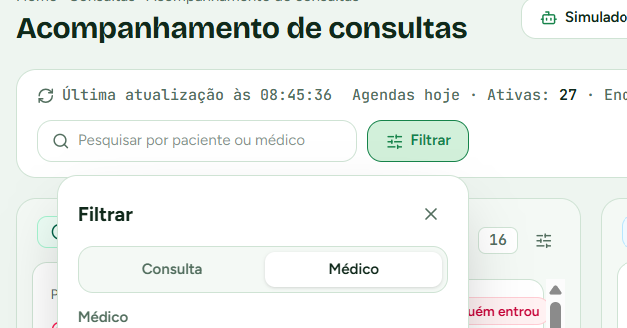 Acompanhamento de consultas
Simulado
Última atualização às 08:45:36 Agendas hoje · Ativas: 27 · Enc
Pesquisar por paciente ou médico
Filtrar
Filtrar
16
Consulta
Médico
uém entrou
Médico